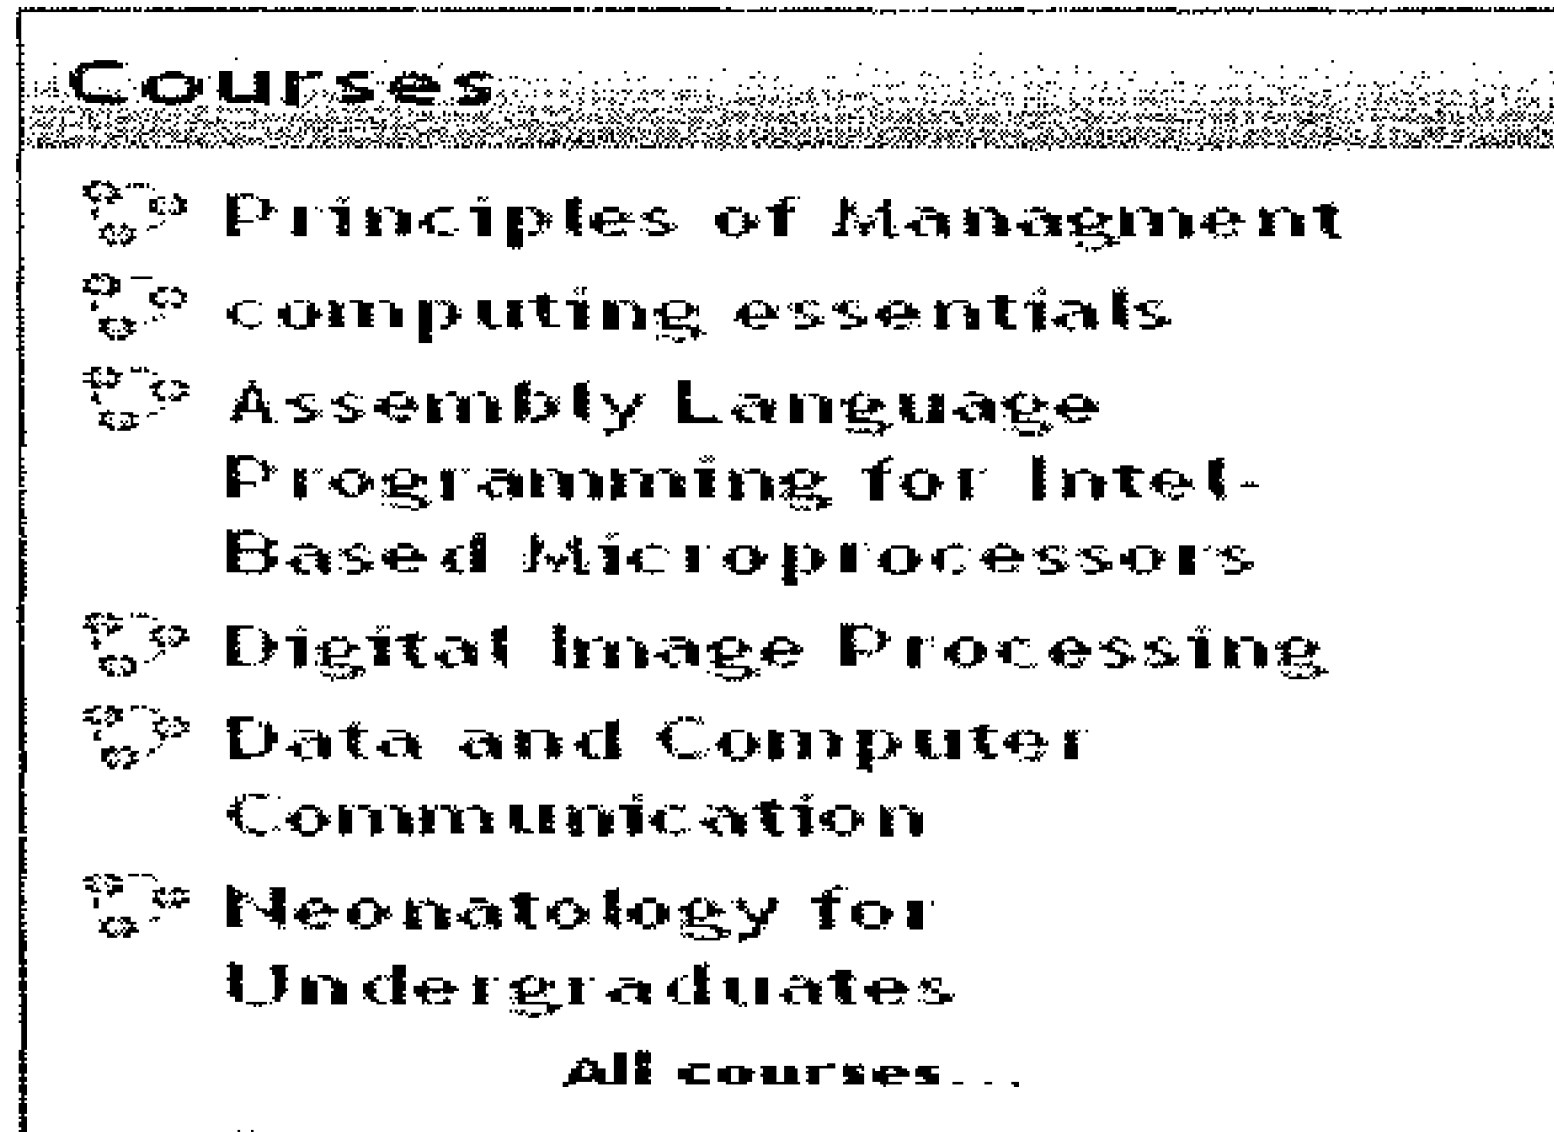 Courses
Principles of Managment
computing essentials
Assembly Language
Programming for Intel-
Based Microprocessors
Digital Image Processing
Data and Computer
Communication
Neonatology for
Undergraduates
All courses...